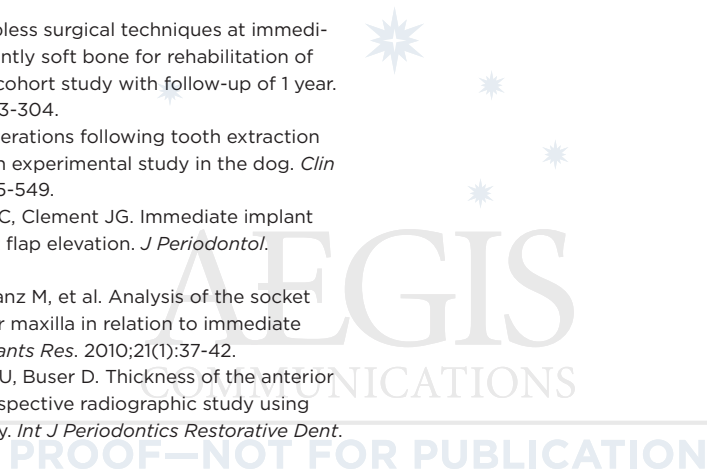 less surgical techniques at immedi-
ntly soft bone for rehabilitation of
cohort study with follow-up of 1 year.
3-304.
erations following tooth extraction
n experimental study in the dog. Clin
5-549.
C, Clement JG. Immediate implant
flap elevation. J Periodontol.
anz M, et al. Analysis of the socket
r maxilla in relation to immediate
ants Res. 2010;21(1):37-42.
U, Buser D. Thickness of the anterior
spective radiographic study using
y. Int J Periodontics Restorative Dent.
AEGIS
COMMUNICATIONS
PROOF—NOT FOR PUBLICATION